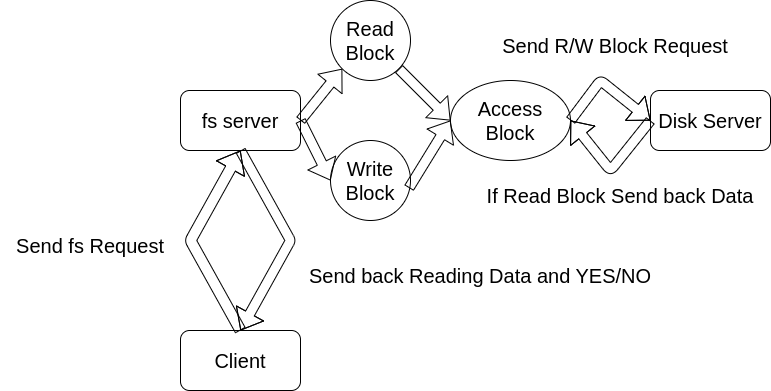 Read
Block
Send R/W Block Request
fs server
Access
Block
Disk Server
Write
Block
If Read Block Send back Data
Send fs Request
Send back Reading Data and YES/NO
Client